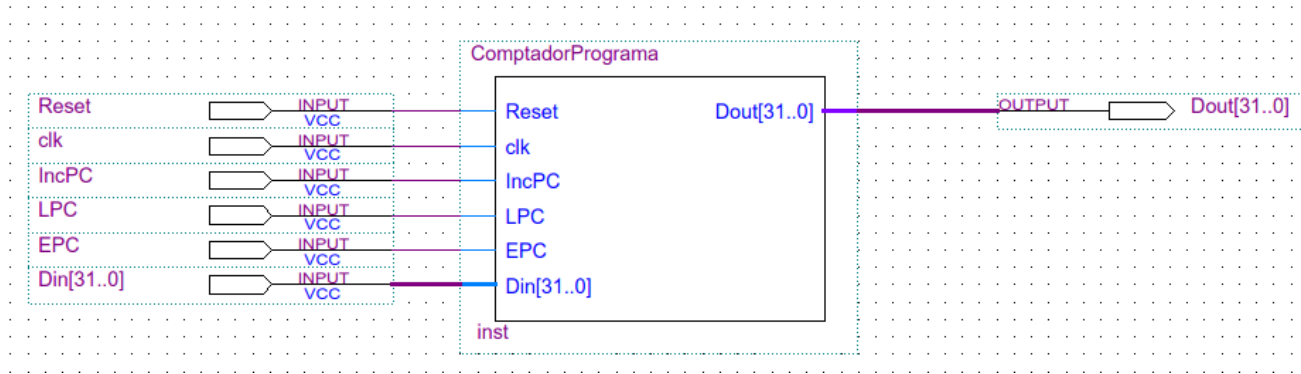 ComptadorPrograma
Reset INPUT VCC Reset Dout[31..0] OUTPUT Dout[31..0]
clk INPUT VCC clk
IncPC INPUT VCC IncPC
LPC INPUT VCC LPC
EPC INPUT VCC EPC
Din[31..0] INPUT VCC Din[31..0]
inst